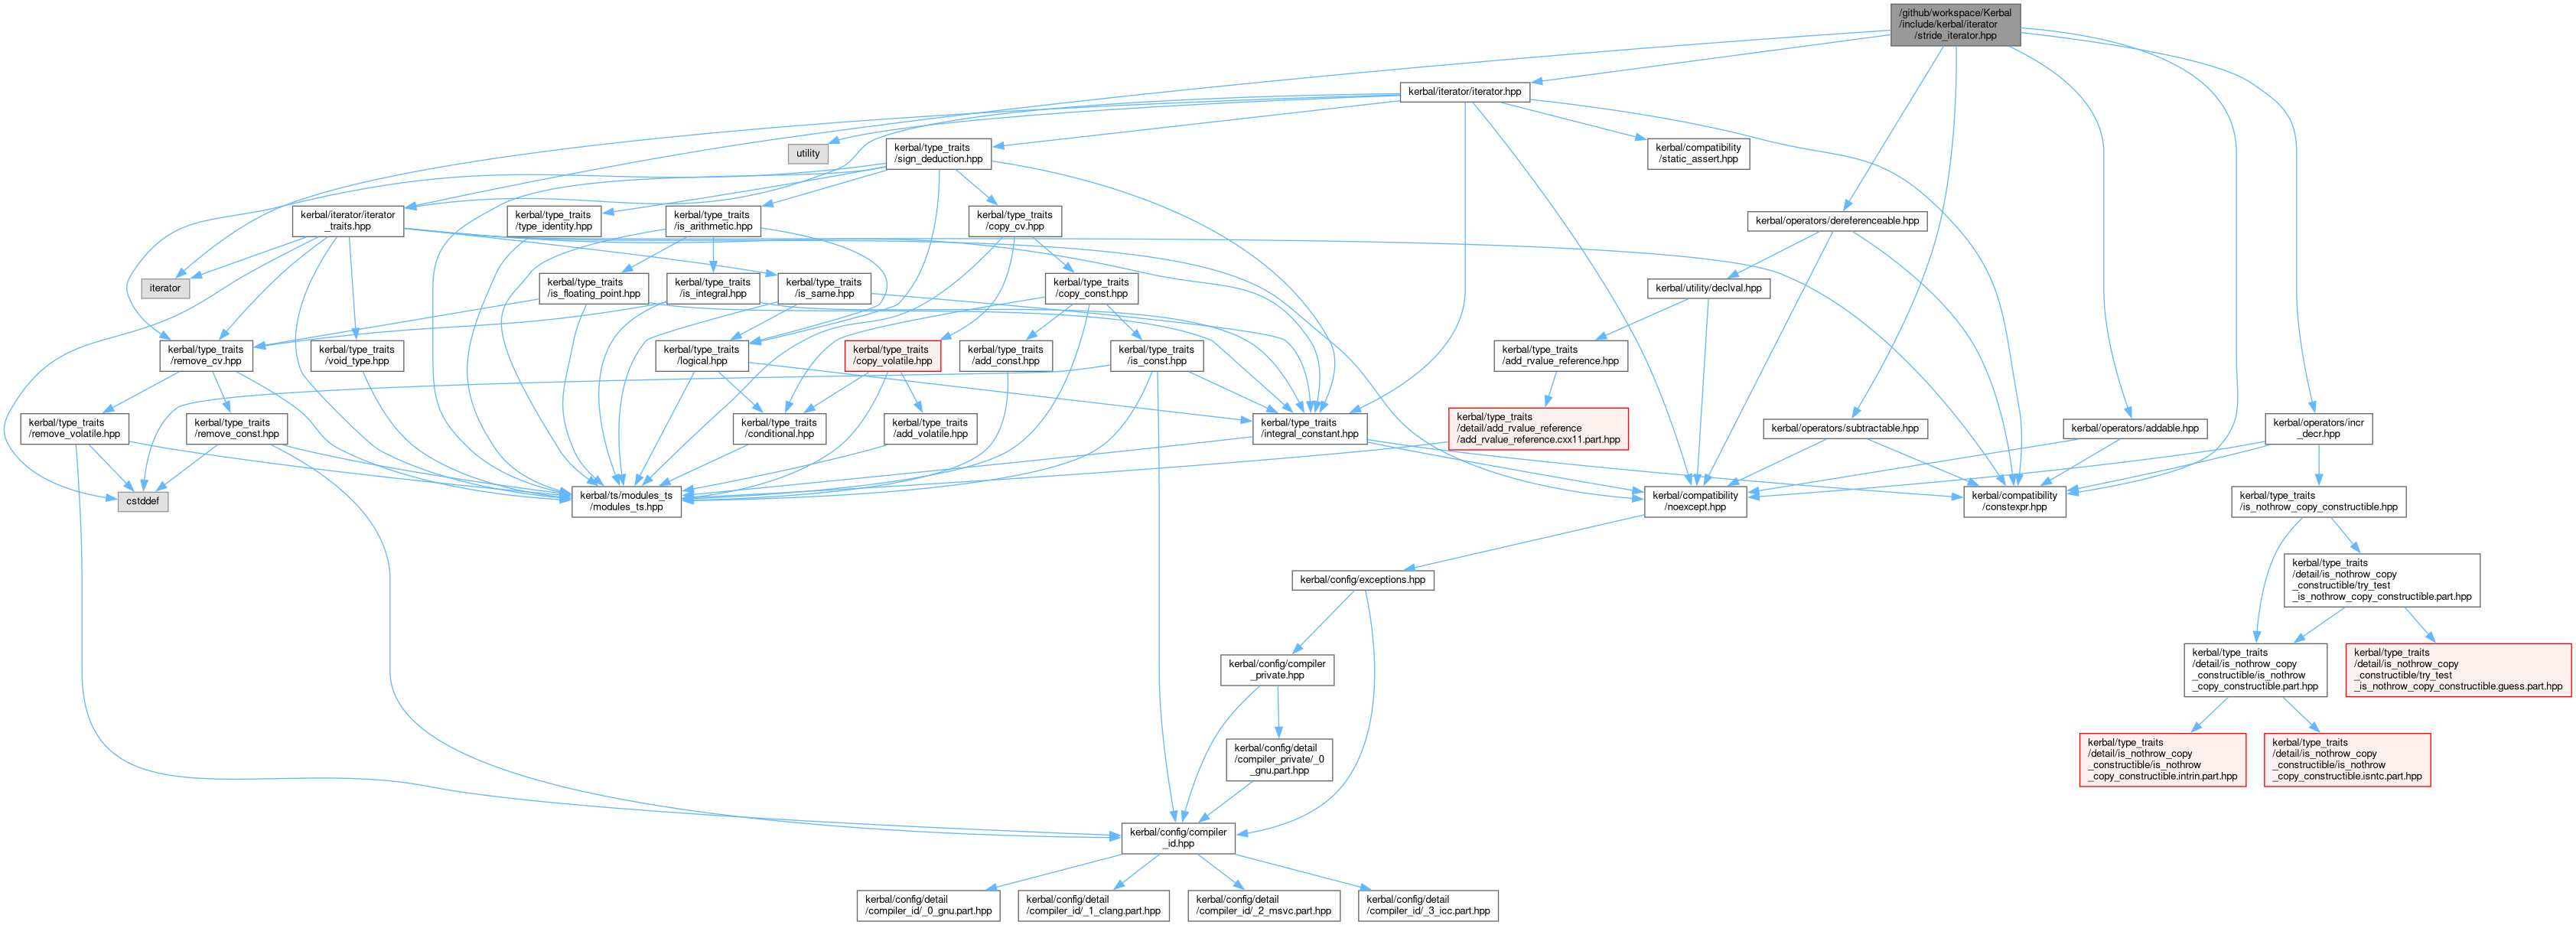 /github/workspace/Kerbal
/include/kerbal/iterator
/stride_iterator.hpp
kerbal/iterator/iterator.hpp
utility
kerbal/type_traits
/sign_deduction.hpp
kerbal/compatibility
/static_assert.hpp
kerbal/iterator/iterator
_traits.hpp
kerbal/type_traits
/type_identity.hpp
kerbal/type_traits
/is_arithmetic.hpp
kerbal/type_traits
/copy_cv.hpp
kerbal/operators/dereferenceable.hpp
iterator
kerbal/type_traits
/is_floating_point.hpp
kerbal/type_traits
/is_integral.hpp
kerbal/type_traits
/is_same.hpp
kerbal/type_traits
/copy_const.hpp
kerbal/utility/declval.hpp
kerbal/type_traits
/remove_cv.hpp
kerbal/type_traits
/void_type.hpp
kerbal/type_traits
/logical.hpp
kerbal/type_traits
/copy_volatile.hpp
kerbal/type_traits
/add_const.hpp
kerbal/type_traits
/is_const.hpp
kerbal/type_traits
/add_rvalue_reference.hpp
kerbal/type_traits
/remove_volatile.hpp
kerbal/type_traits
/remove_const.hpp
kerbal/type_traits
/conditional.hpp
kerbal/type_traits
/add_volatile.hpp
kerbal/type_traits
/integral_constant.hpp
kerbal/type_traits
/detail/add_rvalue_reference
/add_rvalue_reference.cxx11.part.hpp
kerbal/operators/subtractable.hpp
kerbal/operators/addable.hpp
kerbal/operators/incr
_decr.hpp
cstddef
kerbal/ts/modules_ts
/modules_ts.hpp
kerbal/compatibility
/noexcept.hpp
kerbal/compatibility
/constexpr.hpp
kerbal/type_traits
/is_nothrow_copy_constructible.hpp
kerbal/config/exceptions.hpp
kerbal/type_traits
/detail/is_nothrow_copy
_constructible/try_test
_is_nothrow_copy_constructible.part.hpp
kerbal/config/compiler
_private.hpp
kerbal/type_traits
/detail/is_nothrow_copy
_constructible/is_nothrow
_copy_constructible.part.hpp
kerbal/type_traits
/detail/is_nothrow_copy
_constructible/try_test
_is_nothrow_copy_constructible.guess.part.hpp
kerbal/config/detail
/compiler_private/_0
_gnu.part.hpp
kerbal/type_traits
/detail/is_nothrow_copy
_constructible/is_nothrow
_copy_constructible.intrin.part.hpp
kerbal/type_traits
/detail/is_nothrow_copy
_constructible/is_nothrow
_copy_constructible.isntc.part.hpp
kerbal/config/compiler
_id.hpp
kerbal/config/detail
/compiler_id/_0_gnu.part.hpp
kerbal/config/detail
/compiler_id/_1_clang.part.hpp
kerbal/config/detail
/compiler_id/_2_msvc.part.hpp
kerbal/config/detail
/compiler_id/_3_icc.part.hpp